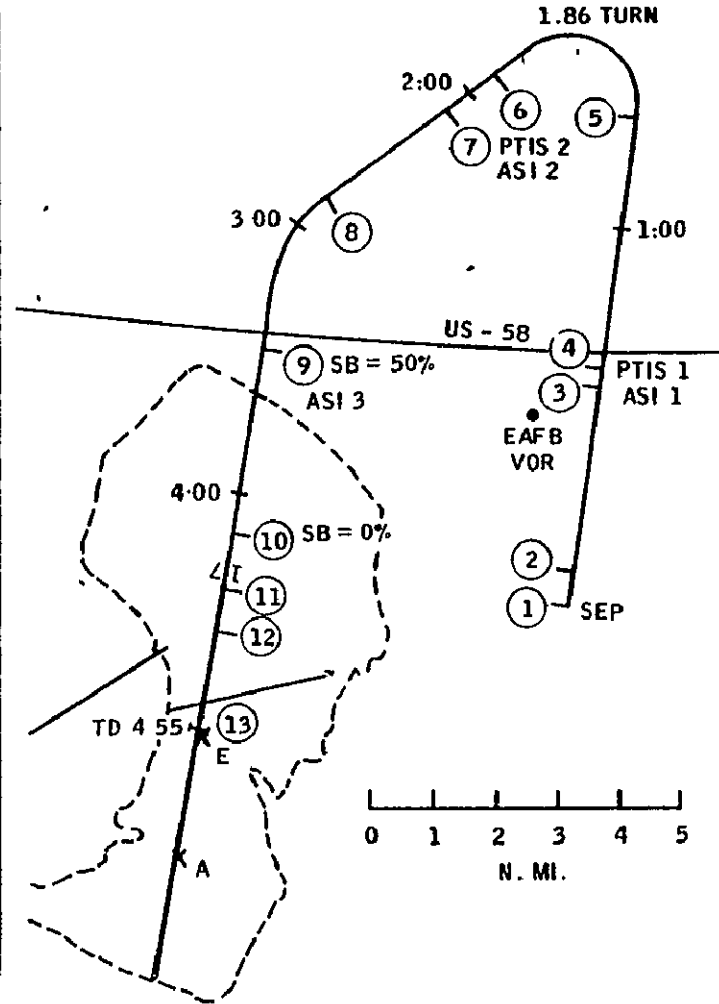 1.86 TURN
2:00
6
5
7 PTIS 2
ASI 2
3 00
8
1:00
US - 58
4
9 SB = 50%
PTIS 1
3
ASI 1
ASI 3
EAFB
VOR
4:00
10 SB = 0%
17
11
2
1 SEP
12
TD 4 55
13
E
A
0 1 2 3 4 5
N. MI.